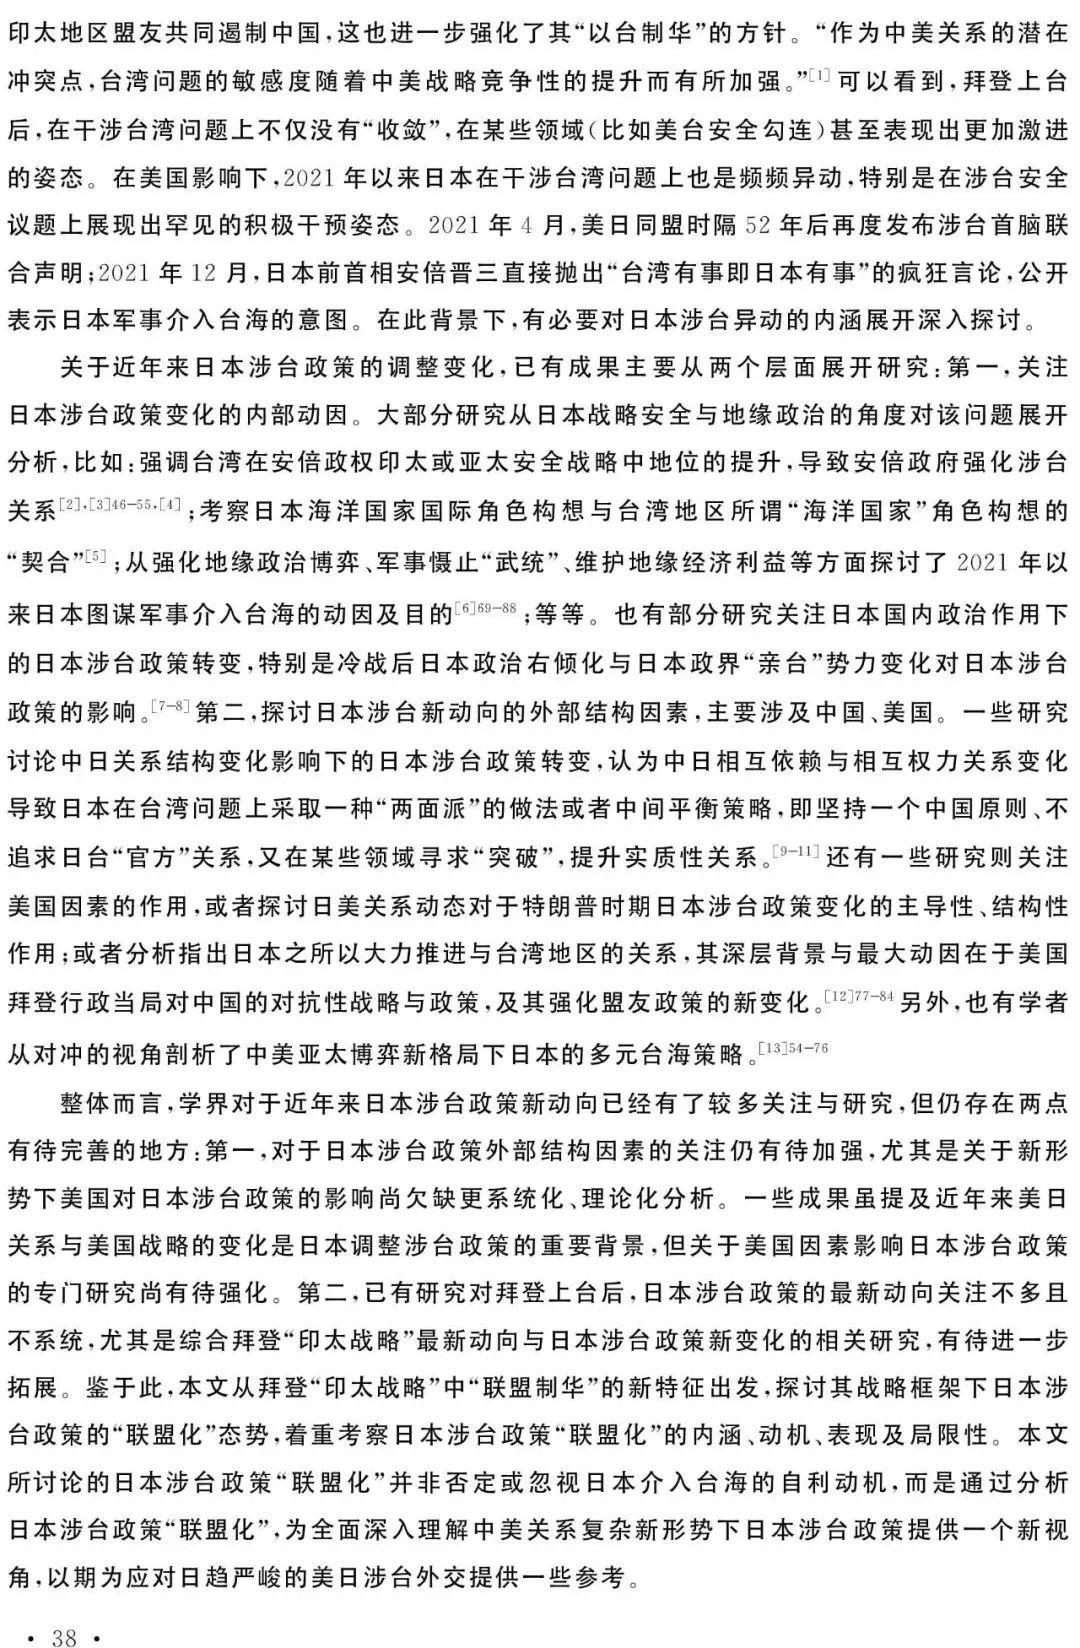 印太地区盟友共同遏制中国,这也进一步强化了其“以台制华”的方针。“作为中美关系的潜在
冲突点,台湾问题的敏感度随着中美战略竞争性的提升而有所加强。”[1]可以看到,拜登上台
后,在干涉台湾问题上不仅没有“收敛”,在某些领域(比如美台安全勾连)甚至表现出更加激进
的姿态。在美国影响下,2021年以来日本在干涉台湾问题上也是频频异动,特别是在涉台安全
议题上展现出罕见的积极干预姿态。2021年4月,美日同盟时隔52年后再度发布涉台首脑联
合声明;2021年12月,日本前首相安倍晋三直接抛出“台湾有事即日本有事”的疯狂言论,公开
表示日本军事介入台海的意图。在此背景下,有必要对日本涉台异动的内涵展开深入探讨。
关于近年来日本涉台政策的调整变化,已有成果主要从两个层面展开研究:第一,关注
日本涉台政策变化的内部动因。大部分研究从日本战略安全与地缘政治的角度对该问题展开
分析,比如:强调台湾在安倍政权印太或亚太安全战略中地位的提升,导致安倍政府强化涉台
关系[2],[3]46-55,[4];考察日本海洋国家国际角色构想与台湾地区所谓“海洋国家”角色构想的
“契合”[5];从强化地缘政治博弈、军事慑止“武统”、维护地缘经济利益等方面探讨了2021年以
来日本图谋军事介入台海的动因及目的[6]69-88;等等。也有部分研究关注日本国内政治作用下
的日本涉台政策转变,特别是冷战后日本政治右倾化与日本政界“亲台”势力变化对日本涉台
政策的影响。[7-8]第二,探讨日本涉台新动向的外部结构因素,主要涉及中国、美国。一些研究
讨论中日关系结构变化影响下的日本涉台政策转变,认为中日相互依赖与相互权力关系变化
导致日本在台湾问题上采取一种“两面派”的做法或者中间平衡策略,即坚持一个中国原则、不
追求日台“官方”关系,又在某些领域寻求“突破”,提升实质性关系。[9-11]还有一些研究则关注
美国因素的作用,或者探讨日美关系动态对于特朗普时期日本涉台政策变化的主导性、结构性
作用;或者分析指出日本之所以大力推进与台湾地区的关系,其深层背景与最大动因在于美国
拜登行政当局对中国的对抗性战略与政策,及其强化盟友政策的新变化。[12]77-84另外,也有学者
从对冲的视角剖析了中美亚太博弈新格局下日本的多元台海策略。[13]54-76
整体而言,学界对于近年来日本涉台政策新动向已经有了较多关注与研究,但仍存在两点
有待完善的地方:第一,对于日本涉台政策外部结构因素的关注仍有待加强,尤其是关于新形
势下美国对日本涉台政策的影响尚欠缺更系统化、理论化分析。一些成果虽提及近年来美日
关系与美国战略的变化是日本调整涉台政策的重要背景,但关于美国因素影响日本涉台政策
的专门研究尚有待强化。第二,已有研究对拜登上台后,日本涉台政策的最新动向关注不多且
不系统,尤其是综合拜登“印太战略”最新动向与日本涉台政策新变化的相关研究,有待进一步
拓展。鉴于此,本文从拜登“印太战略”中“联盟制华”的新特征出发,探讨其战略框架下日本涉
台政策的“联盟化”态势,着重考察日本涉台政策“联盟化”的内涵、动机、表现及局限性。本文
所讨论的日本涉台政策“联盟化”并非否定或忽视日本介入台海的自利动机,而是通过分析
日本涉台政策“联盟化”,为全面深入理解中美关系复杂新形势下日本涉台政策提供一个新视
角,以期为应对日趋严峻的美日涉台外交提供一些参考。
· 38 ·